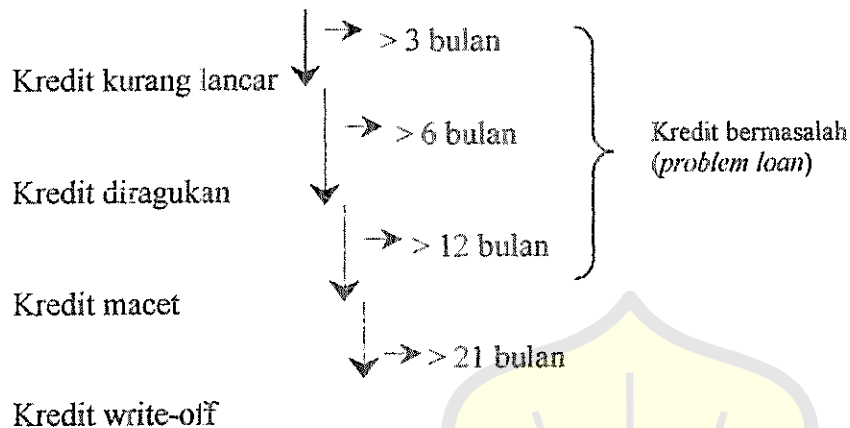 > 3 bulan
Kredit kurang lancar
> 6 bulan
Kredit bermasalah
(problem loan)
Kredit diragukan
> 12 bulan
Kredit macet
> 21 bulan
Kredit write-off